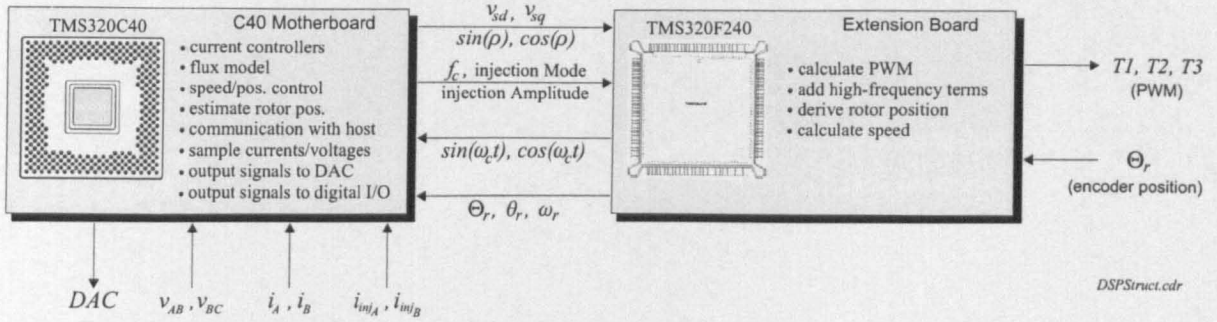 C40 Motherboard
TMS320C40
• current controllers
• flux model
• speed/pos. control
• estimate rotor pos.
• communication with host
• sample currents/voltages
• output signals to DAC
• output signals to digital I/O
v_sd, v_sq
sin(ρ), cos(ρ)
f_c, injection Mode
injection Amplitude
sin(ω_c t), cos(ω_c t)
Θ_r, θ_r, ω_r
Extension Board
TMS320F240
• calculate PWM
• add high-frequency terms
• derive rotor position
• calculate speed
T1, T2, T3
(PWM)
Θ_r
(encoder position)
DAC
v_AB, v_BC
i_A, i_B
i_inj_A, i_inj_B
DSPStruct.cdr